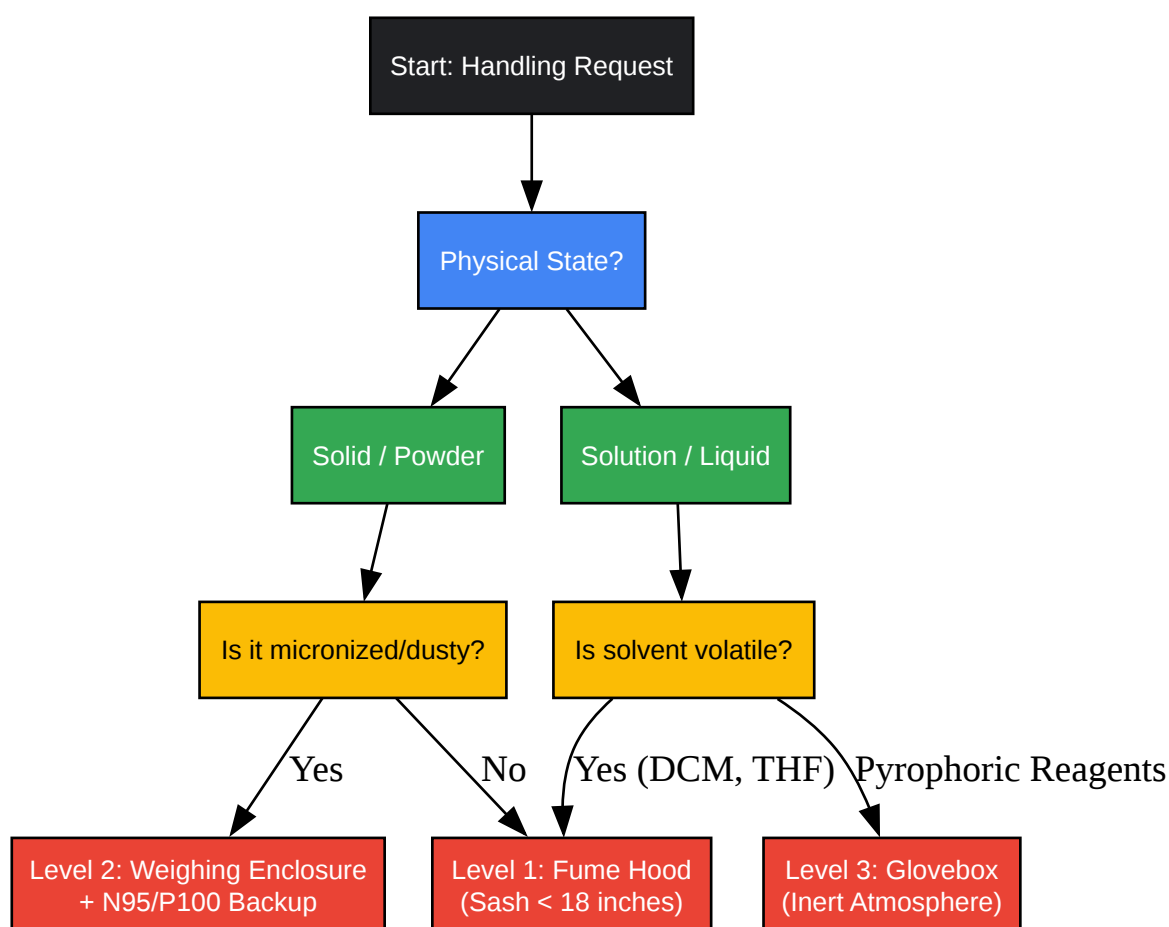 Start: Handling Request
Physical State?
Solid / Powder
Solution / Liquid
Is it micronized/dusty?
Is solvent volatile?
Yes
No
Yes (DCM, THF)
Pyrophoric Reagents
Level 2: Weighing Enclosure
+ N95/P100 Backup
Level 1: Fume Hood
(Sash < 18 inches)
Level 3: Glovebox
(Inert Atmosphere)